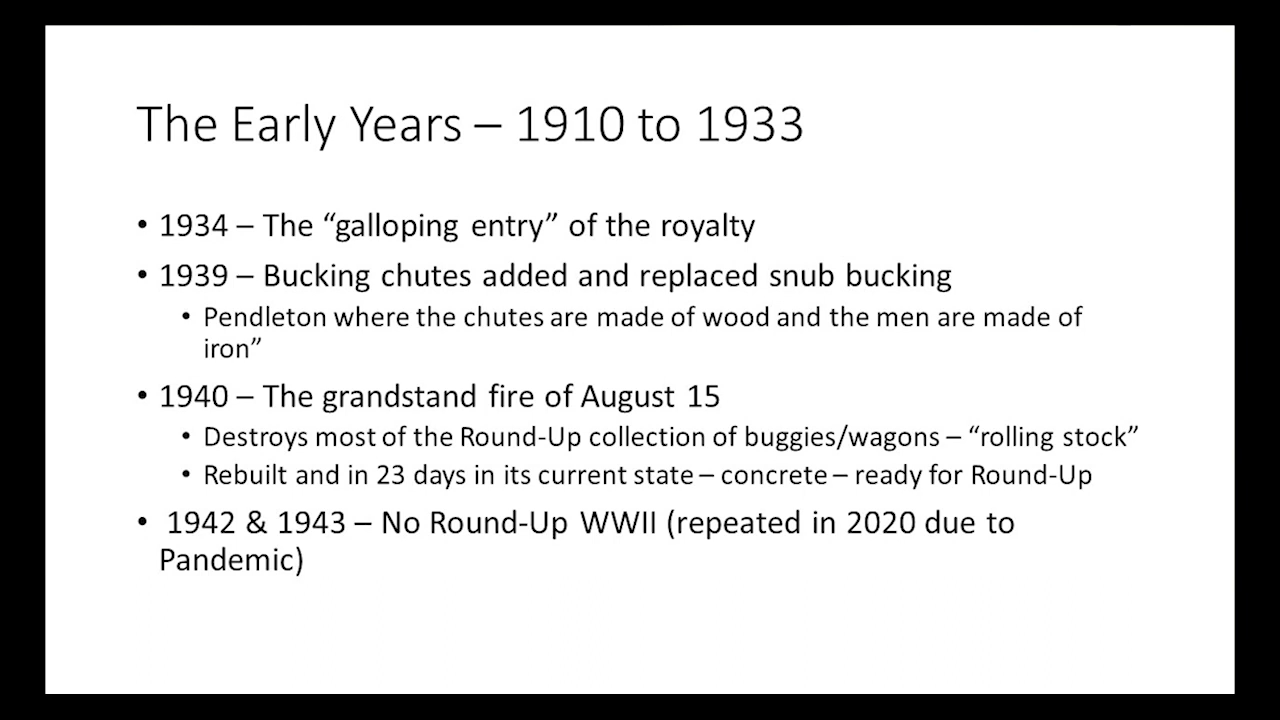 The Early Years – 1910 to 1933
• 1934 – The “galloping entry” of the royalty
• 1939 – Bucking chutes added and replaced snub bucking
• Pendleton where the chutes are made of wood and the men are made of
iron”
• 1940 – The grandstand fire of August 15
• Destroys most of the Round-Up collection of buggies/wagons – “rolling stock”
• Rebuilt and in 23 days in its current state – concrete – ready for Round-Up
• 1942 & 1943 – No Round-Up WWII (repeated in 2020 due to
Pandemic)